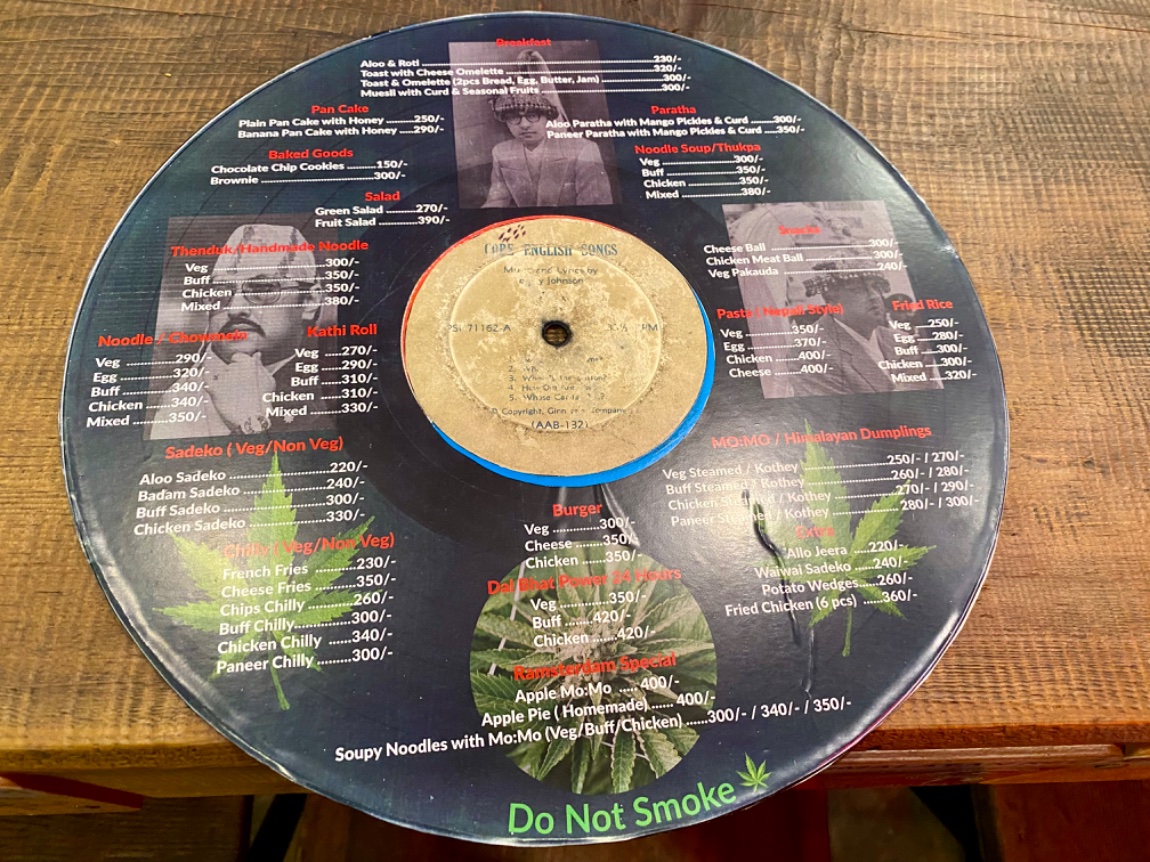 Breakfast
Aloo & Roti ........ 230/-
Toast with Cheese Omelette ........ 320/-
Toast & Omelette (2pcs Bread, Egg, Butter, Jam) ........ 300/-
Muesli with Curd & Seasonal Fruits ........ 300/-
Pan Cake
Plain Pan Cake with Honey ........ 250/-
Banana Pan Cake with Honey ........ 290/-
Paratha
Aloo Paratha with Mango Pickles & Curd ........ 300/-
Paneer Paratha with Mango Pickles & Curd ........ 350/-
Baked Goods
Chocolate Chip Cookies ........ 150/-
Brownie ........ 300/-
Noodle Soup/Thukpa
Veg ........ 300/-
Buff ........ 350/-
Chicken ........ 350/-
Mixed ........ 380/-
Salad
Green Salad ........ 270/-
Fruit Salad ........ 390/-
Thenduk/Handmade Noodle
Veg ........ 300/-
Buff ........ 350/-
Chicken ........ 350/-
Mixed ........ 380/-
Snacks
Cheese Ball ........ 300/-
Chicken Meat Ball ........ 300/-
Veg Pakauda ........ 240/-
Noodle / Chowmein
Veg ........ 290/-
Egg ........ 320/-
Buff ........ 340/-
Chicken ........ 340/-
Mixed ........ 350/-
Kathi Roll
Veg ........ 270/-
Egg ........ 290/-
Buff ........ 310/-
Chicken ........ 310/-
Mixed ........ 330/-
ENGLISH SONGS
Lyrics by
Johnson
71162 A
4.
5. Whose
Copyright, Company
(AAB-132)
Pasta ( Nepali Style)
Veg ........ 350/-
Egg ........ 370/-
Chicken ........ 400/-
Cheese ........ 400/-
Fried Rice
Veg ........ 250/-
Egg ........ 280/-
Buff ........ 300/-
Chicken ........ 300/-
Mixed ........ 320/-
Sadeko ( Veg/Non Veg)
Aloo Sadeko ........ 220/-
Badam Sadeko ........ 240/-
Buff Sadeko ........ 300/-
Chicken Sadeko ........ 330/-
MO:MO / Himalayan Dumplings
Veg Steamed / Kothey ........ 250/- / 270/-
Buff Steamed / Kothey ........ 260/- / 280/-
Chicken Steamed / Kothey ........ 270/- / 290/-
Paneer Steamed / Kothey ........ 280/- / 300/-
Chilly ( Veg/Non Veg)
French Fries ........ 230/-
Cheese Fries ........ 350/-
Chips Chilly ........ 260/-
Buff Chilly ........ 300/-
Chicken Chilly ........ 340/-
Paneer Chilly ........ 300/-
Burger
Veg ........ 300/-
Cheese ........ 350/-
Chicken ........ 350/-
Extra
Allo Jeera ........ 220/-
Waiwai Sadeko ........ 240/-
Potato Wedges ........ 260/-
Fried Chicken (6 pcs) ........ 360/-
Dal Bhat Power 24 Hours
Veg ........ 350/-
Buff ........ 420/-
Chicken ........ 420/-
Ramsterdam Special
Apple Mo:Mo ........ 400/-
Apple Pie ( Homemade) ........ 400/-
Soupy Noodles with Mo:Mo (Veg/Buff/Chicken) ........ 300/- / 340/- / 350/-
Do Not Smoke